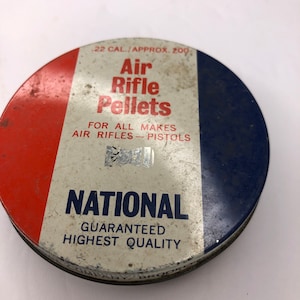 .22 CAL./APPROX. 200
Air
Rifle
Pellets
FOR ALL MAKES
AIR RIFLES—PISTOLS
NATIONAL
GUARANTEED
HIGHEST QUALITY